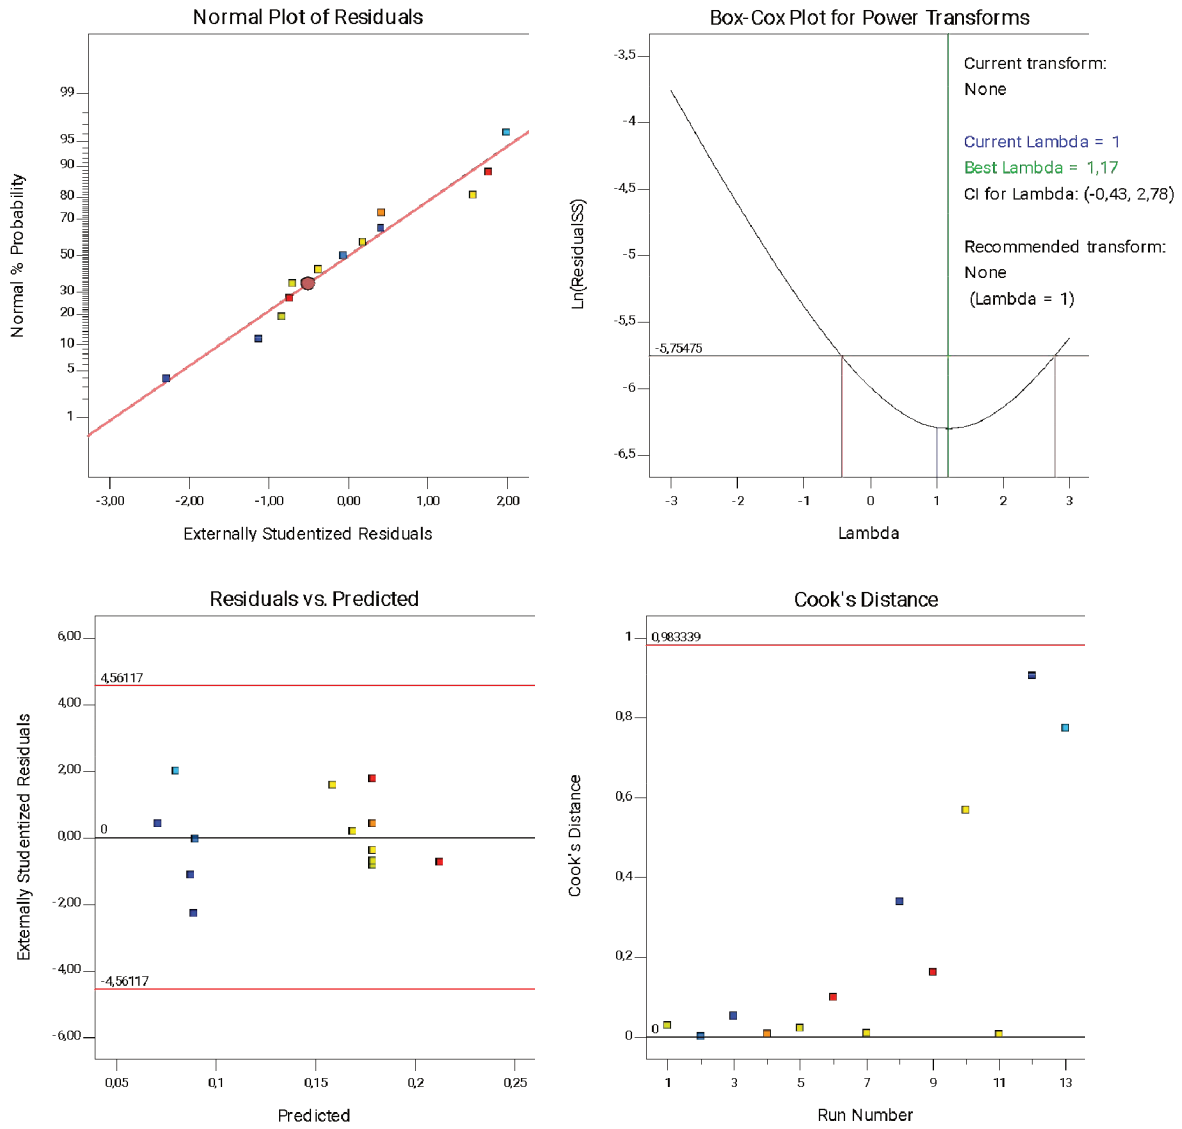 Normal Plot of Residuals
Normal % Probability
99
95
90
80
70
50
30
20
10
5
1
-3,00 -2,00 -1,00 0,00 1,00 2,00
Externally Studentized Residuals
Box-Cox Plot for Power Transforms
Ln(ResidualSS)
-3,5
-4
-4,5
-5
-5,5
-6
-6,5
-5,75475
Current transform:
None
Current Lambda = 1
Best Lambda = 1,17
CI for Lambda: (-0,43, 2,78)
Recommended transform:
None
(Lambda = 1)
-3 -2 -1 0 1 2 3
Lambda
Residuals vs. Predicted
Externally Studentized Residuals
6,00
4,00
2,00
0,00
-2,00
-4,00
-6,00
4,56117
0
-4,56117
0,05 0,1 0,15 0,2 0,25
Predicted
Cook's Distance
Cook's Distance
1
0,8
0,6
0,4
0,2
0
0,983339
0
1 3 5 7 9 11 13
Run Number